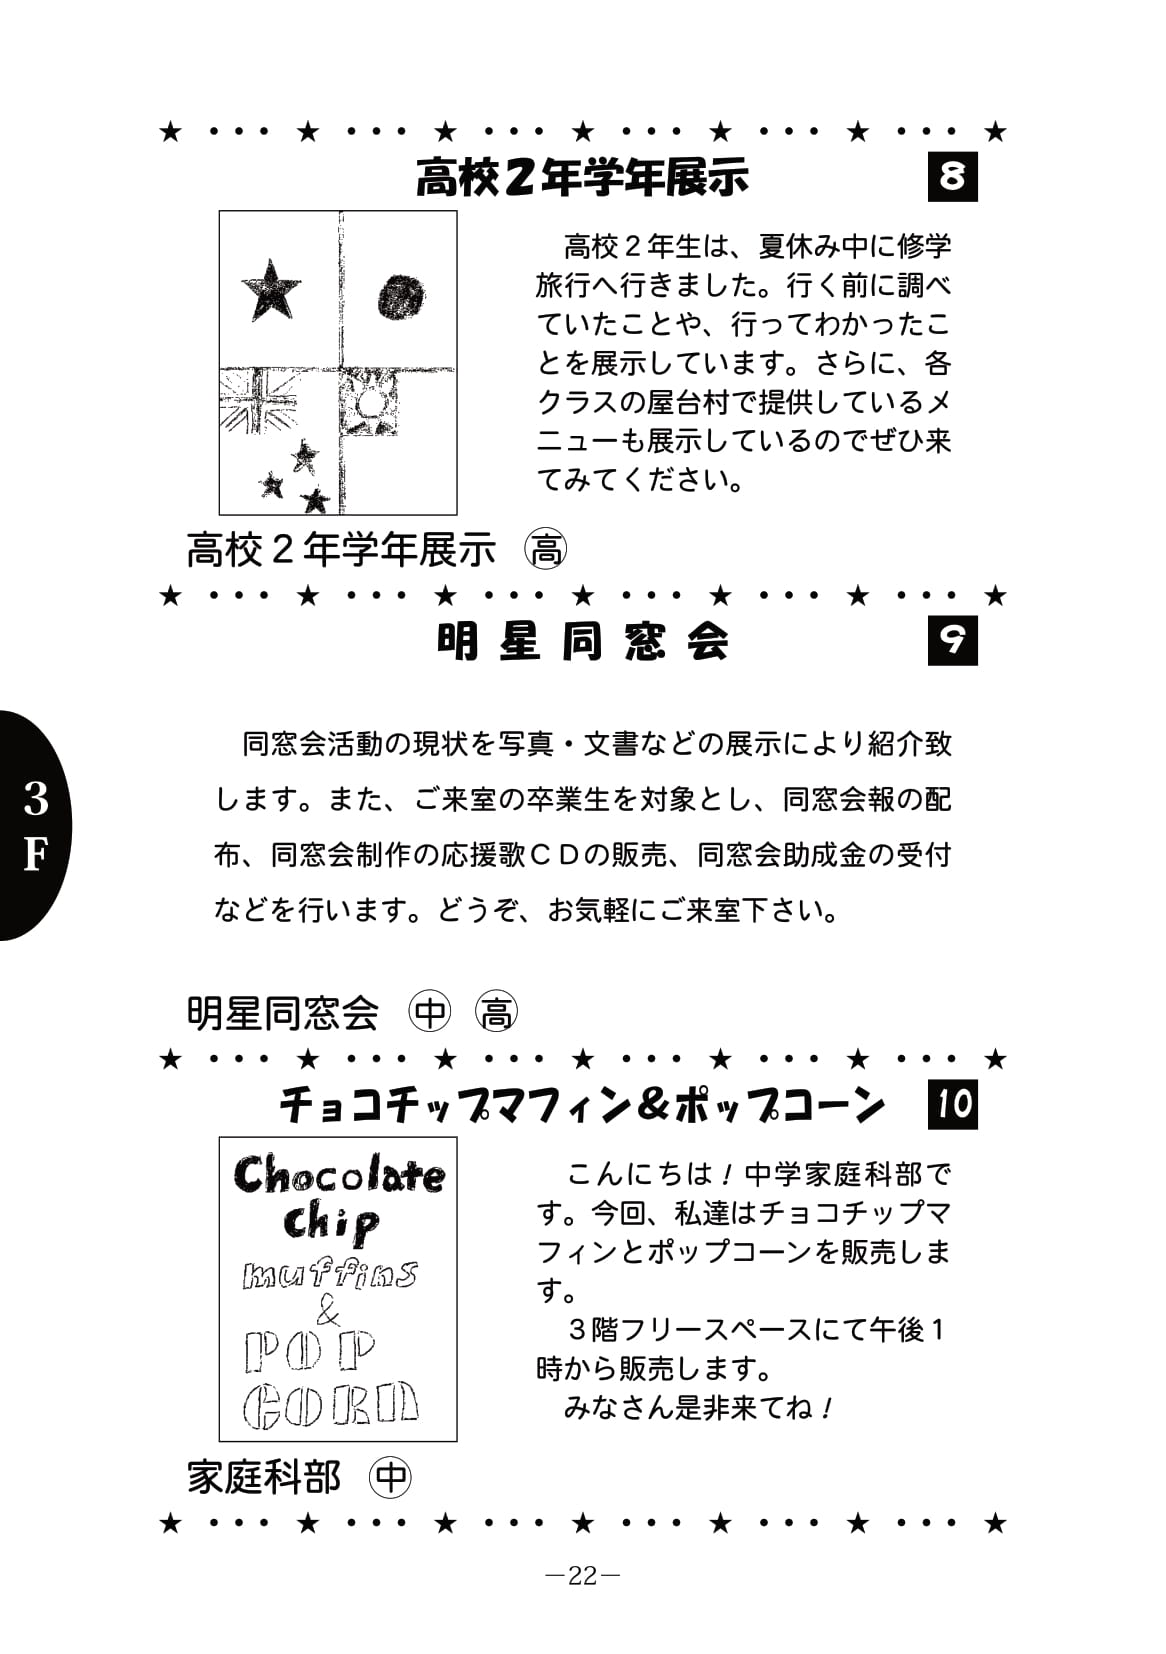 高校２年学年展示
8
高校２年生は、夏休み中に修学
旅行へ行きました。行く前に調べ
ていたことや、行ってわかったこ
とを展示しています。さらに、各
クラスの屋台村で提供しているメ
ニューも展示しているのでぜひ来
てみてください。
高校２年学年展示 ㊥高
明星同窓会
9
同窓会活動の現状を写真・文書などの展示により紹介致
します。また、ご来室の卒業生を対象とし、同窓会報の配
布、同窓会制作の応援歌ＣＤの販売、同窓会助成金の受付
などを行います。どうぞ、お気軽にご来室下さい。
3
F
明星同窓会 中 高
チョコチップマフィン＆ポップコーン
10
Chocolate
chip
muffins
&
POP
CORN
こんにちは！中学家庭科部で
す。今回、私達はチョコチップマ
フィンとポップコーンを販売しま
す。
３階フリースペースにて午後１
時から販売します。
みなさん是非来てね！
家庭科部 中
―22―